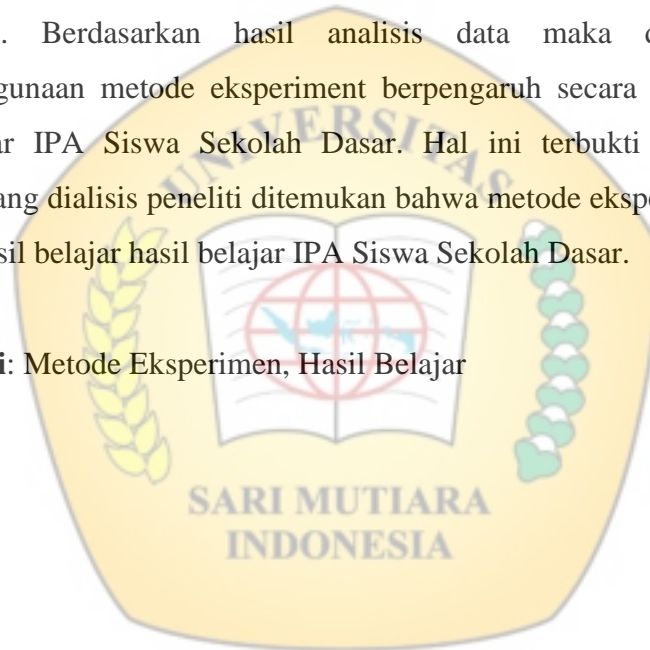 . Berdasarkan hasil analisis data maka d
gunaan metode eksperiment berpengaruh secara
ar IPA Siswa Sekolah Dasar. Hal ini terbukti
ang dialisis peneliti ditemukan bahwa metode ekspe
sil belajar hasil belajar IPA Siswa Sekolah Dasar.
i: Metode Eksperimen, Hasil Belajar
UNIVERSITAS
SARI MUTIARA
INDONESIA